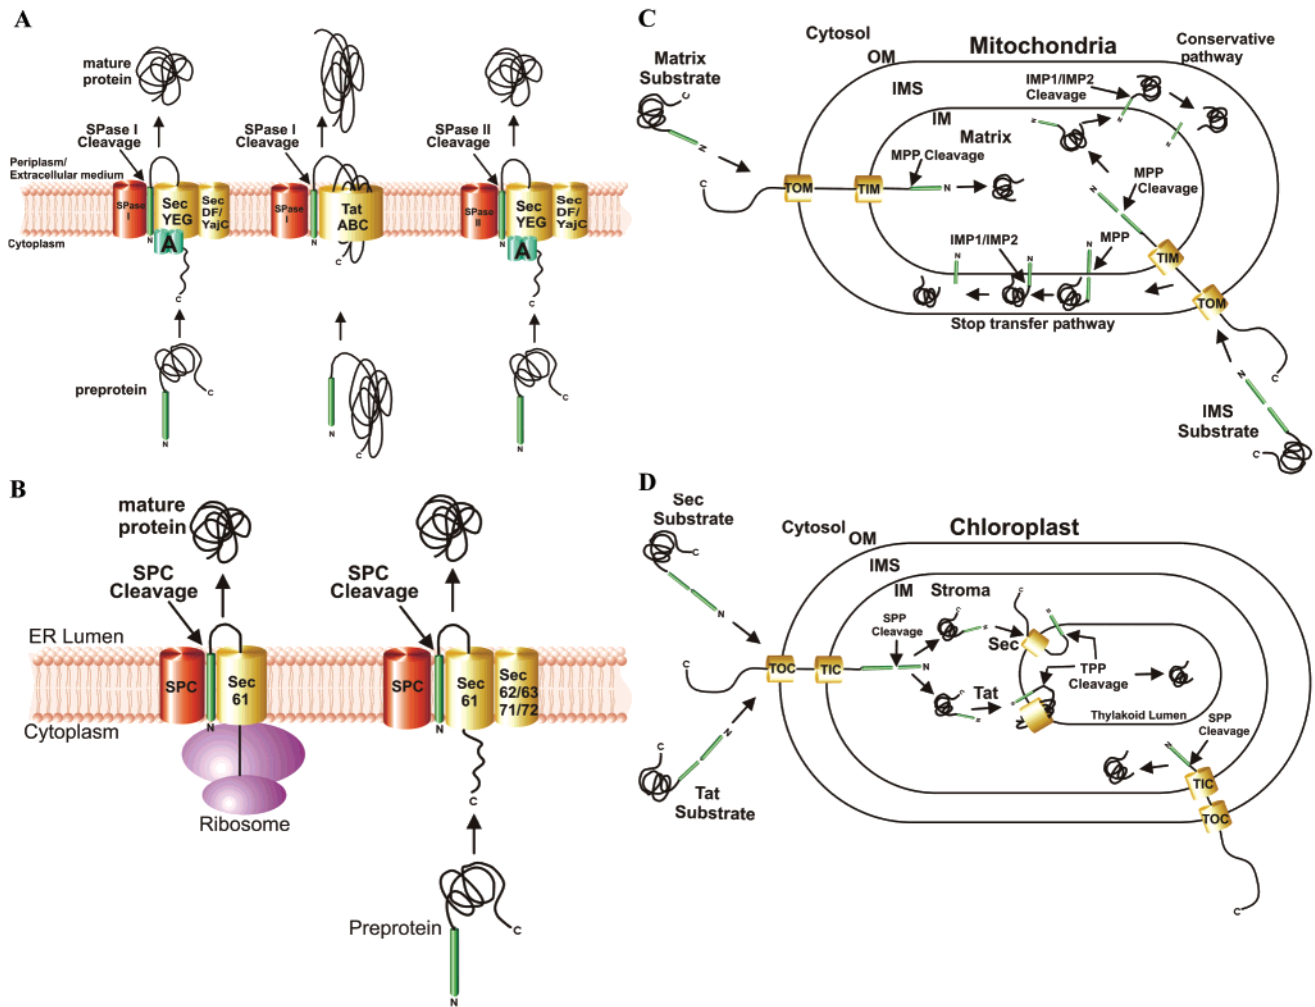 A
mature
protein
SPase I
Cleavage
SPase I
Cleavage
SPase II
Cleavage
Periplasm/
Extracellular medium
SPase
I
Sec
YEG
Sec
DF/
YajC
SPase
I
Tat
ABC
SPase
II
Sec
YEG
Sec
DF/
YajC
Cytoplasm
N
A
N
N
A
C
C
C
preprotein
C
C
C
N
N
N
B
mature
protein
SPC
Cleavage
SPC
Cleavage
ER Lumen
SPC
Sec
61
SPC
Sec
61
Sec
62/63
71/72
Cytoplasm
N
N
C
Ribosome
Preprotein
C
N
C
Cytosol
OM
Mitochondria
Conservative
pathway
Matrix
Substrate
C
N
IMS
IMP1/IMP2
Cleavage
N
N
N
IM
Matrix
MPP Cleavage
C
TOM
TIM
N
MPP
Cleavage
N
IMP1/IMP2
MPP
N
N
N
TIM
TOM
Stop transfer pathway
C
N
IMS
Substrate
C
D
Sec
Substrate
C
N
Cytosol
OM
Chloroplast
IMS
IM
Stroma
SPP
Cleavage
C
N
C
N
Sec
C
TOC
TIC
N
TPP
Cleavage
C
N
Tat
N
Thylakoid Lumen
N
C
Tat
Substrate
SPP
Cleavage
N
TIC
TOC
C